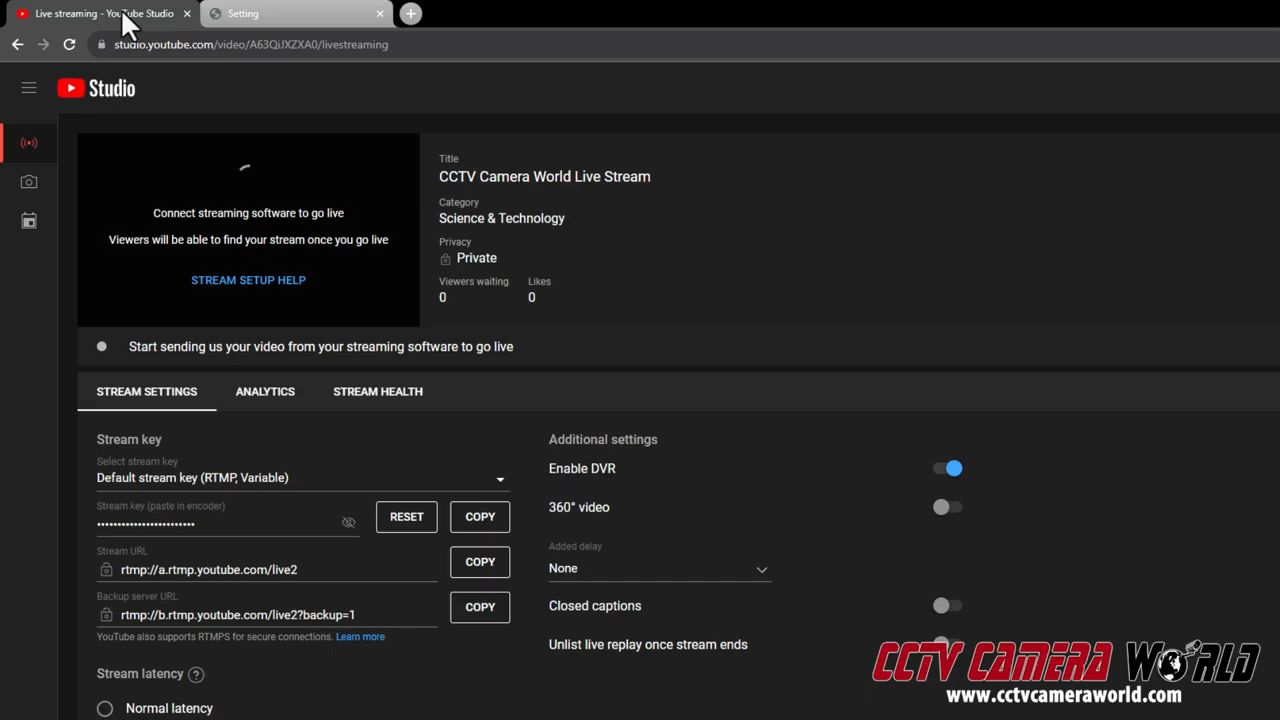 Live streaming - YouTube Studio
Setting
studio.youtube.com/video/A63QiJXZXA0/livestreaming
Studio
Connect streaming software to go live
Viewers will be able to find your stream once you go live
STREAM SETUP HELP
Title
CCTV Camera World Live Stream
Category
Science & Technology
Privacy
Private
Viewers waiting Likes
0 0
Start sending us your video from your streaming software to go live
STREAM SETTINGS ANALYTICS STREAM HEALTH
Stream key
Select stream key
Default stream key (RTMP, Variable)
Stream key (paste in encoder)
•••••••••••••••••••••••• RESET COPY
Stream URL
rtmp://a.rtmp.youtube.com/live2 COPY
Backup server URL
rtmp://b.rtmp.youtube.com/live2?backup=1 COPY
YouTube also supports RTMPS for secure connections. Learn more
Stream latency ?
Normal latency
Additional settings
Enable DVR
360° video
Added delay
None
Closed captions
Unlist live replay once stream ends
CCTV CAMERA WORLD
www.cctvcameraworld.com